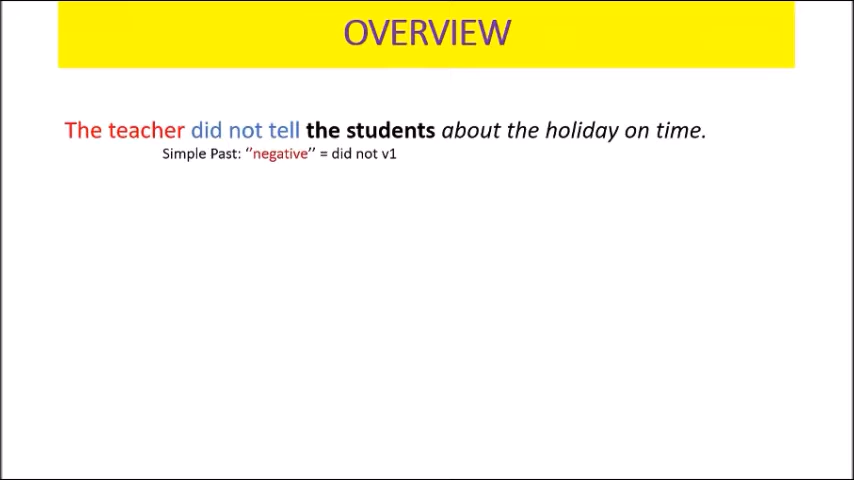 OVERVIEW
The teacher did not tell the students about the holiday on time.
Simple Past: “negative” = did not v1